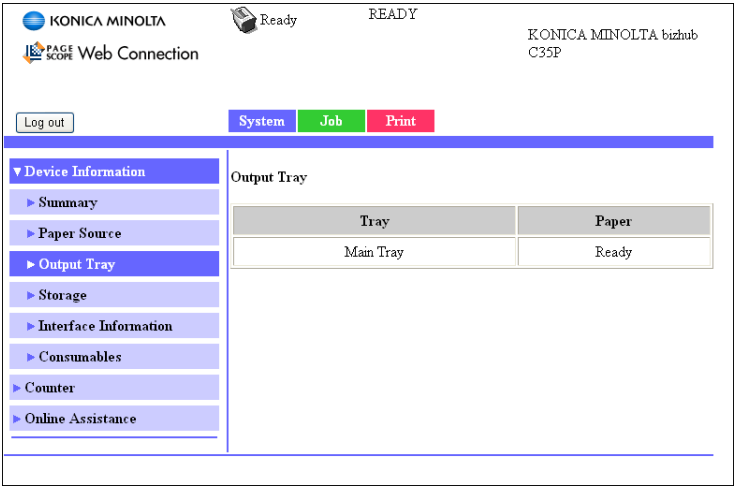 KONICA MINOLTA
Ready
READY
KONICA MINOLTA bizhub
C35P
PAGE SCOPE Web Connection
Log out
System
Job
Print
Device Information
Summary
Paper Source
Output Tray
Storage
Interface Information
Consumables
Counter
Online Assistance
Output Tray
Tray Paper
Main Tray Ready